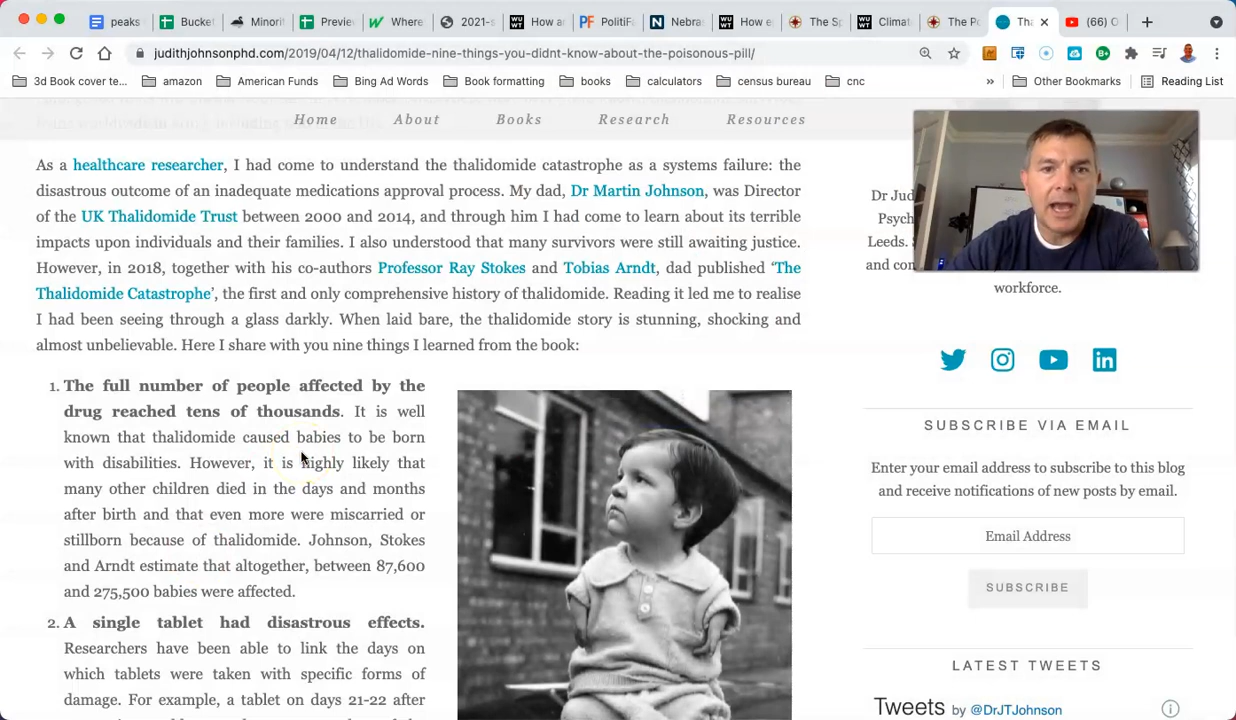 peaks
Bucket
Minorit
Preview
Where
2021-s
How ar
PolitiF
Nebra
How e
The Sp
Climat
The Po
Tha
(66) O
judithjohnsonphd.com/2019/04/12/thalidomide-nine-things-you-didnt-know-about-the-poisonous-pill/
3d Book cover te...
amazon
American Funds
Bing Ad Words
Book formatting
books
calculators
census bureau
cnc
»
Other Bookmarks
Reading List
Home
About
Books
Research
Resources
As a healthcare researcher, I had come to understand the thalidomide catastrophe as a systems failure: the
disastrous outcome of an inadequate medications approval process. My dad, Dr Martin Johnson, was Director
of the UK Thalidomide Trust between 2000 and 2014, and through him I had come to learn about its terrible
impacts upon individuals and their families. I also understood that many survivors were still awaiting justice.
However, in 2018, together with his co-authors Professor Ray Stokes and Tobias Arndt, dad published ‘The
Thalidomide Catastrophe’, the first and only comprehensive history of thalidomide. Reading it led me to realise
I had been seeing through a glass darkly. When laid bare, the thalidomide story is stunning, shocking and
almost unbelievable. Here I share with you nine things I learned from the book:
1. The full number of people affected by the
drug reached tens of thousands. It is well
known that thalidomide caused babies to be born
with disabilities. However, it is highly likely that
many other children died in the days and months
after birth and that even more were miscarried or
stillborn because of thalidomide. Johnson, Stokes
and Arndt estimate that altogether, between 87,600
and 275,500 babies were affected.
2. A single tablet had disastrous effects.
Researchers have been able to link the days on
which tablets were taken with specific forms of
damage. For example, a tablet on days 21-22 after
Dr Jud
Psych
Leeds. S
and con
workforce.
SUBSCRIBE VIA EMAIL
Enter your email address to subscribe to this blog
and receive notifications of new posts by email.
Email Address
SUBSCRIBE
LATEST TWEETS
Tweets by @DrJTJohnson